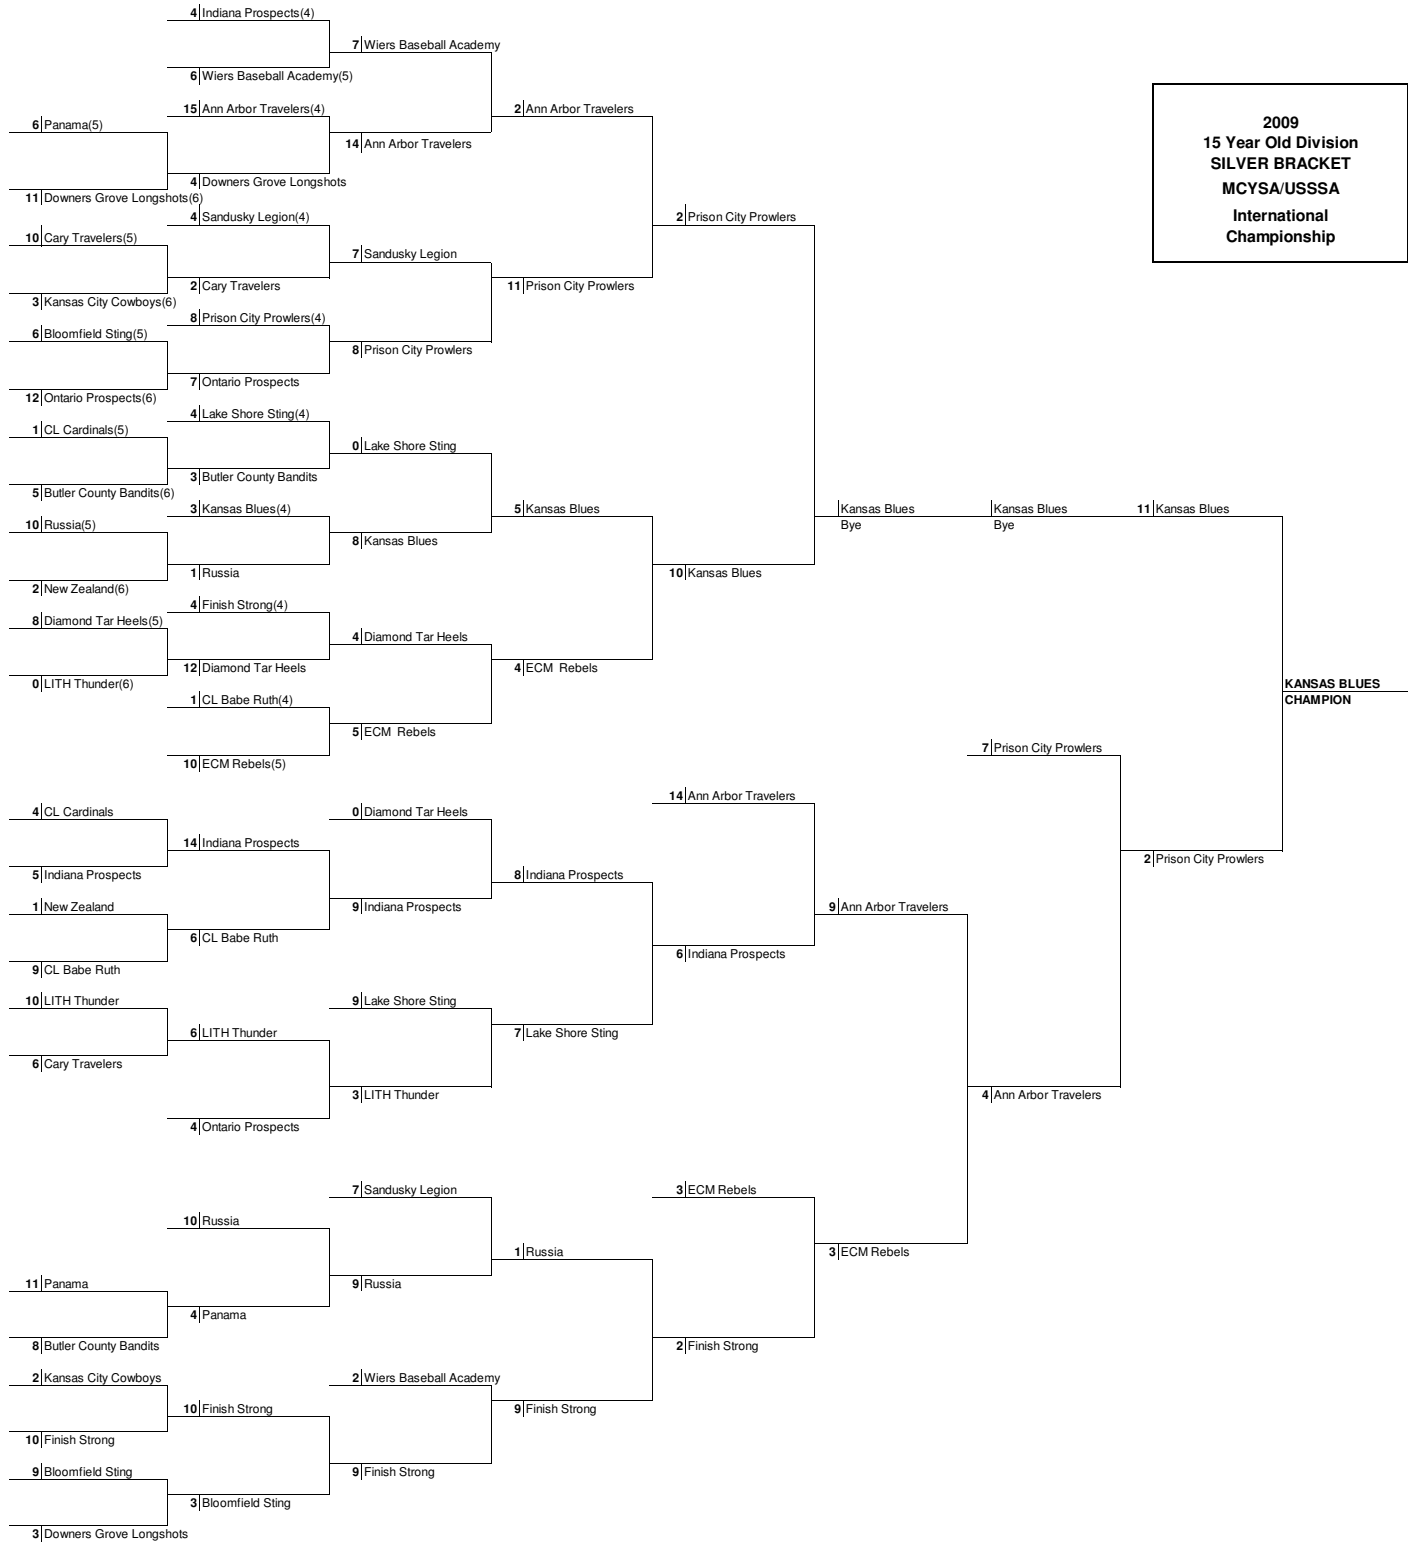 4 Indiana Prospects(4)
7 Wiers Baseball Academy
6 Wiers Baseball Academy(5)
15 Ann Arbor Travelers(4)
2 Ann Arbor Travelers
6 Panama(5)
14 Ann Arbor Travelers
4 Downers Grove Longshots
11 Downers Grove Longshots(6)
2009
15 Year Old Division
SILVER BRACKET
MCYSA/USSSA
International
Championship
4 Sandusky Legion(4)
2 Prison City Prowlers
10 Cary Travelers(5)
7 Sandusky Legion
2 Cary Travelers
11 Prison City Prowlers
3 Kansas City Cowboys(6)
8 Prison City Prowlers(4)
6 Bloomfield Sting(5)
8 Prison City Prowlers
7 Ontario Prospects
12 Ontario Prospects(6)
4 Lake Shore Sting(4)
1 CL Cardinals(5)
0 Lake Shore Sting
3 Butler County Bandits
5 Butler County Bandits(6)
3 Kansas Blues(4)
5 Kansas Blues
Kansas Blues
Kansas Blues
11 Kansas Blues
10 Russia(5)
Bye
Bye
8 Kansas Blues
1 Russia
10 Kansas Blues
2 New Zealand(6)
4 Finish Strong(4)
8 Diamond Tar Heels(5)
4 Diamond Tar Heels
12 Diamond Tar Heels
4 ECM Rebels
0 LITH Thunder(6)
KANSAS BLUES
CHAMPION
1 CL Babe Ruth(4)
5 ECM Rebels
7 Prison City Prowlers
10 ECM Rebels(5)
14 Ann Arbor Travelers
4 CL Cardinals
0 Diamond Tar Heels
14 Indiana Prospects
2 Prison City Prowlers
5 Indiana Prospects
8 Indiana Prospects
1 New Zealand
9 Indiana Prospects
9 Ann Arbor Travelers
6 CL Babe Ruth
6 Indiana Prospects
9 CL Babe Ruth
10 LITH Thunder
9 Lake Shore Sting
6 LITH Thunder
7 Lake Shore Sting
6 Cary Travelers
3 LITH Thunder
4 Ann Arbor Travelers
4 Ontario Prospects
7 Sandusky Legion
3 ECM Rebels
10 Russia
1 Russia
3 ECM Rebels
11 Panama
9 Russia
4 Panama
8 Butler County Bandits
2 Finish Strong
2 Kansas City Cowboys
2 Wiers Baseball Academy
10 Finish Strong
9 Finish Strong
10 Finish Strong
9 Bloomfield Sting
9 Finish Strong
3 Bloomfield Sting
3 Downers Grove Longshots